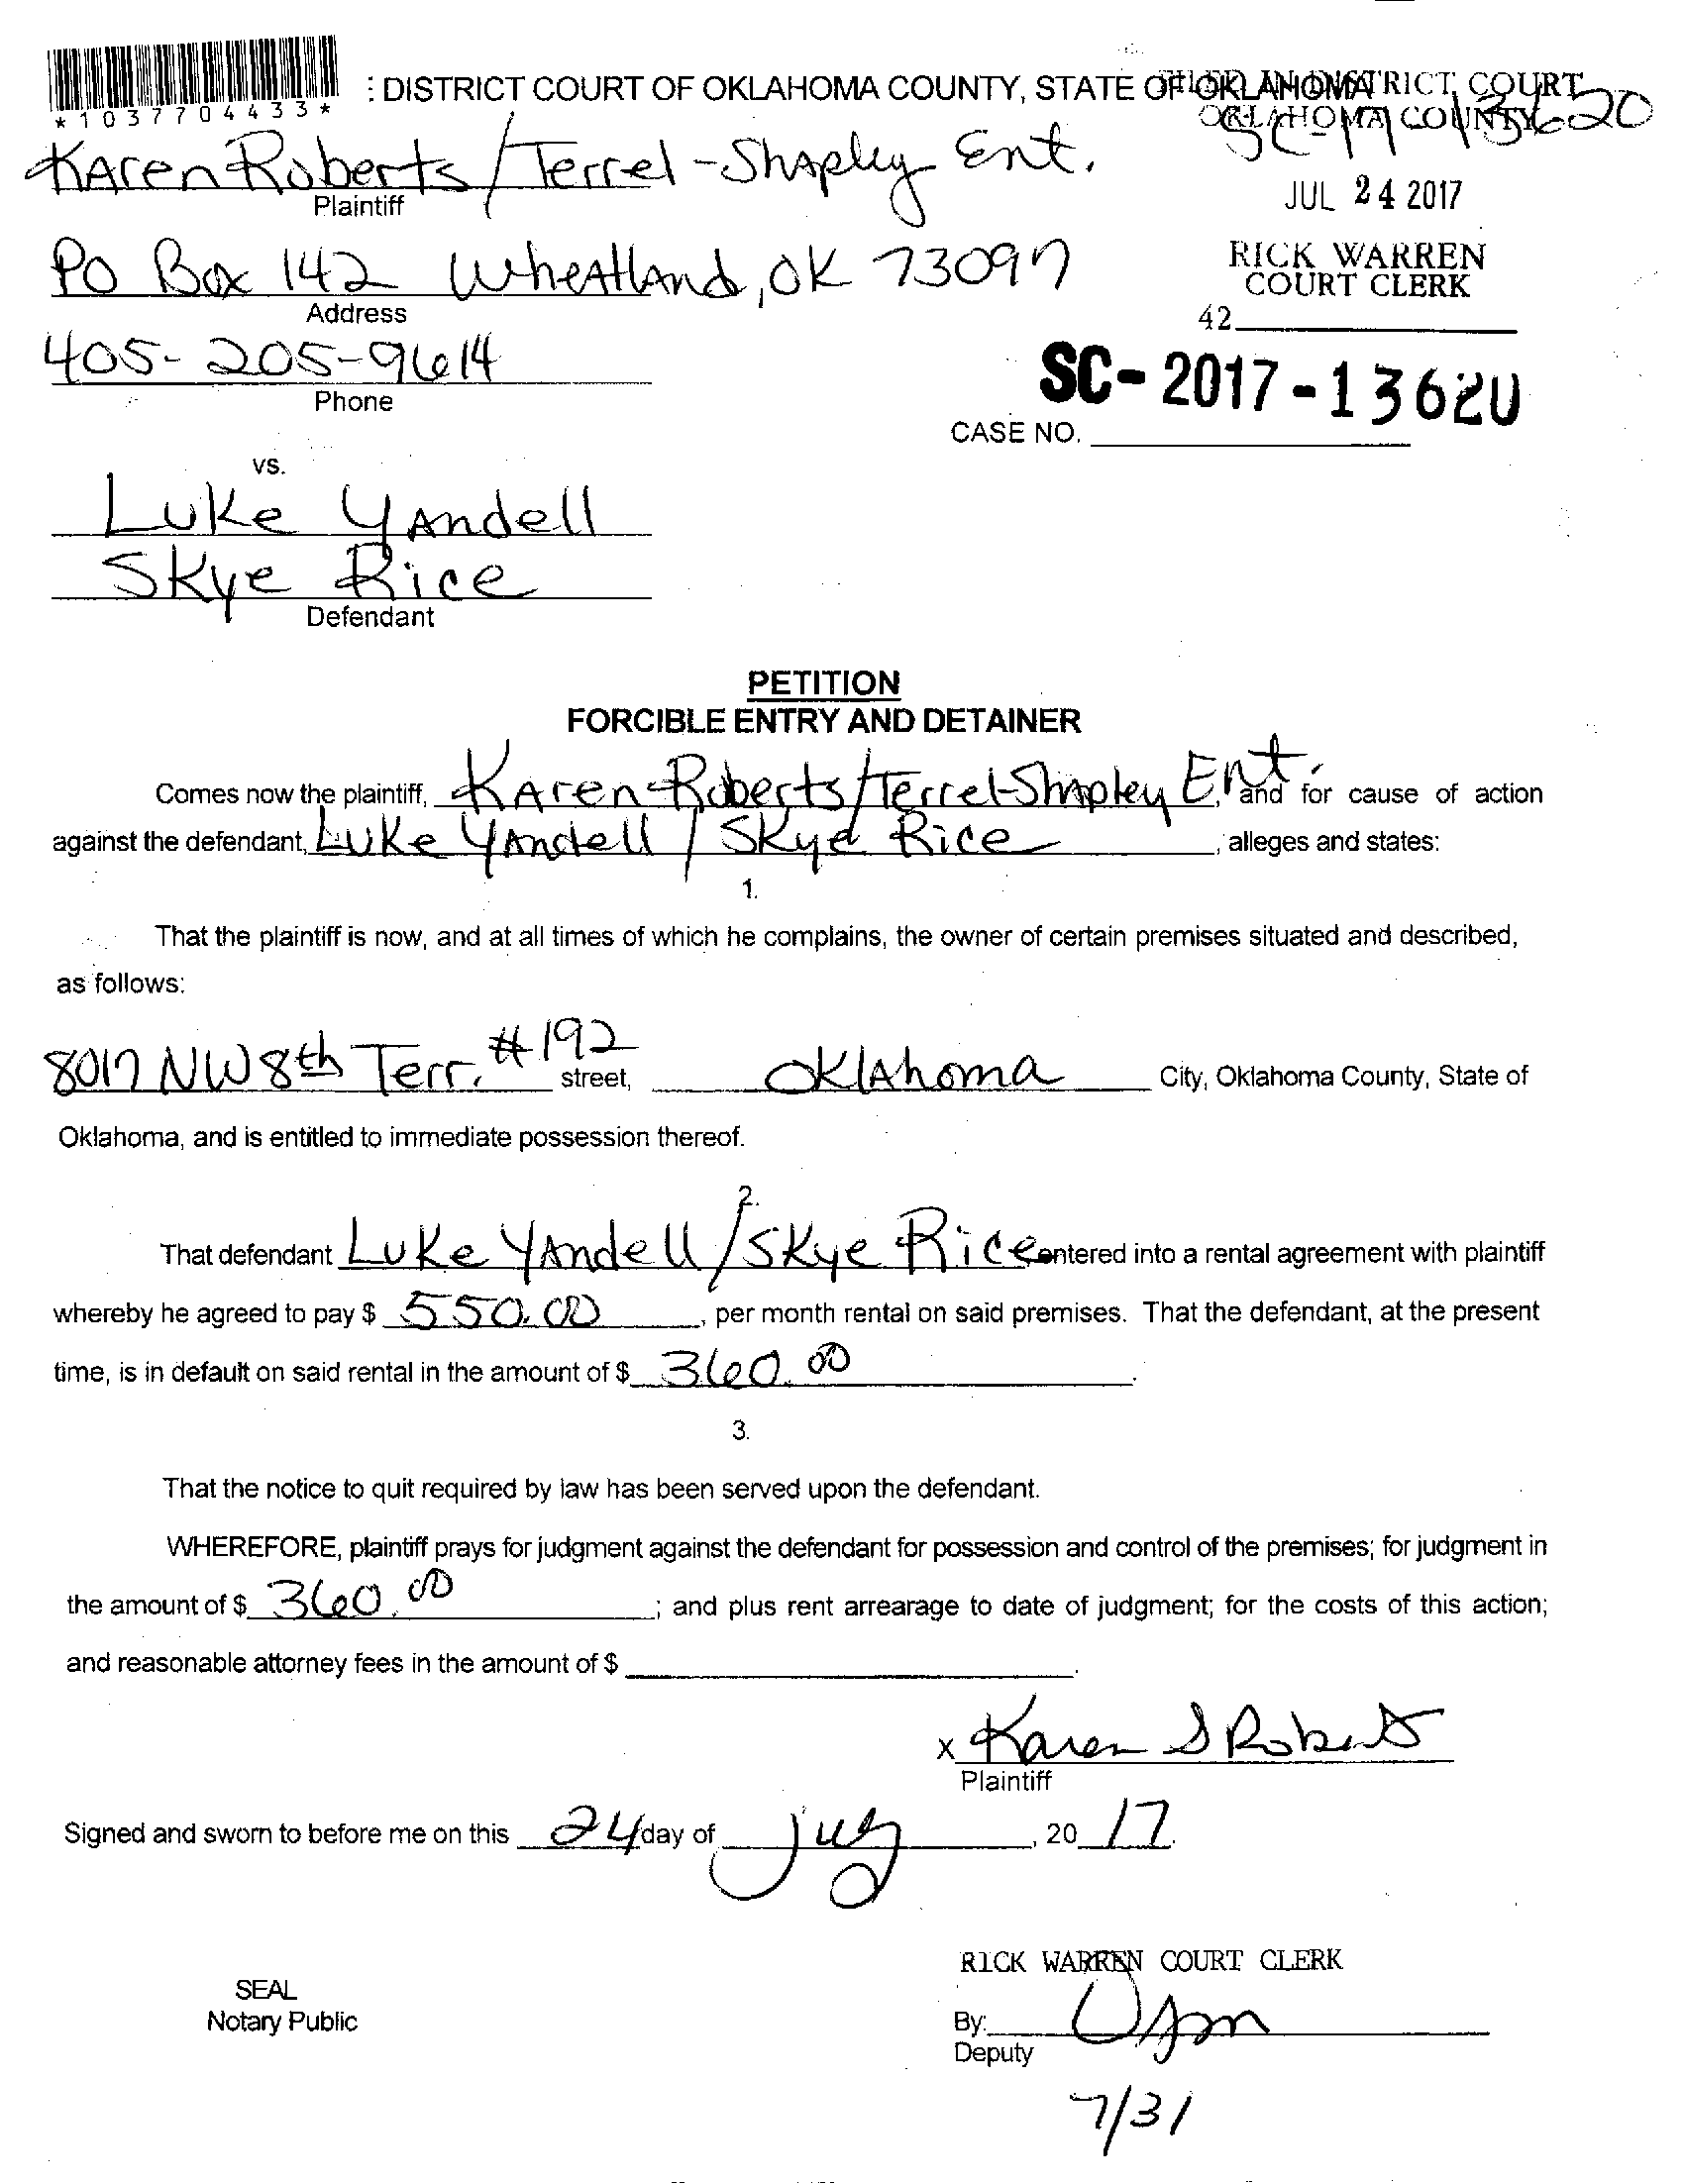 : DISTRICT COURT OF OKLAHOMA COUNTY, STATE OF OKLAHOMA
FILED IN DISTRICT COURT
OKLAHOMA COUNTY
*1037704433*
SC-17-13620
Karen Roberts / Terrel-Shapley Ent.
Plaintiff
JUL 24 2017
PO Box 142 Wheatland, OK 73097
Address
RICK WARREN
COURT CLERK
42
405-205-9614
Phone
SC-2017-13620
CASE NO.
vs.
Luke Yandell
Skye Rice
Defendant
PETITION
FORCIBLE ENTRY AND DETAINER
Comes now the plaintiff, Karen Roberts/Terrel-Shapley Ent., and for cause of action
against the defendant, Luke Yandell / Skye Rice, alleges and states:
1.
That the plaintiff is now, and at all times of which he complains, the owner of certain premises situated and described,
as follows:
8017 NW 8th Terr. #192 street, Oklahoma City, Oklahoma County, State of
Oklahoma, and is entitled to immediate possession thereof.
2.
That defendant Luke Yandell/Skye Rice entered into a rental agreement with plaintiff
whereby he agreed to pay $ 550.00, per month rental on said premises. That the defendant, at the present
time, is in default on said rental in the amount of $ 360.00.
3.
That the notice to quit required by law has been served upon the defendant.
WHEREFORE, plaintiff prays for judgment against the defendant for possession and control of the premises; for judgment in
the amount of $ 360.00; and plus rent arrearage to date of judgment; for the costs of this action;
and reasonable attorney fees in the amount of $
x Karen S Roberts
Plaintiff
Signed and sworn to before me on this 24 day of July, 20 17.
RICK WARREN COURT CLERK
SEAL
Notary Public
By:
Deputy
7/31